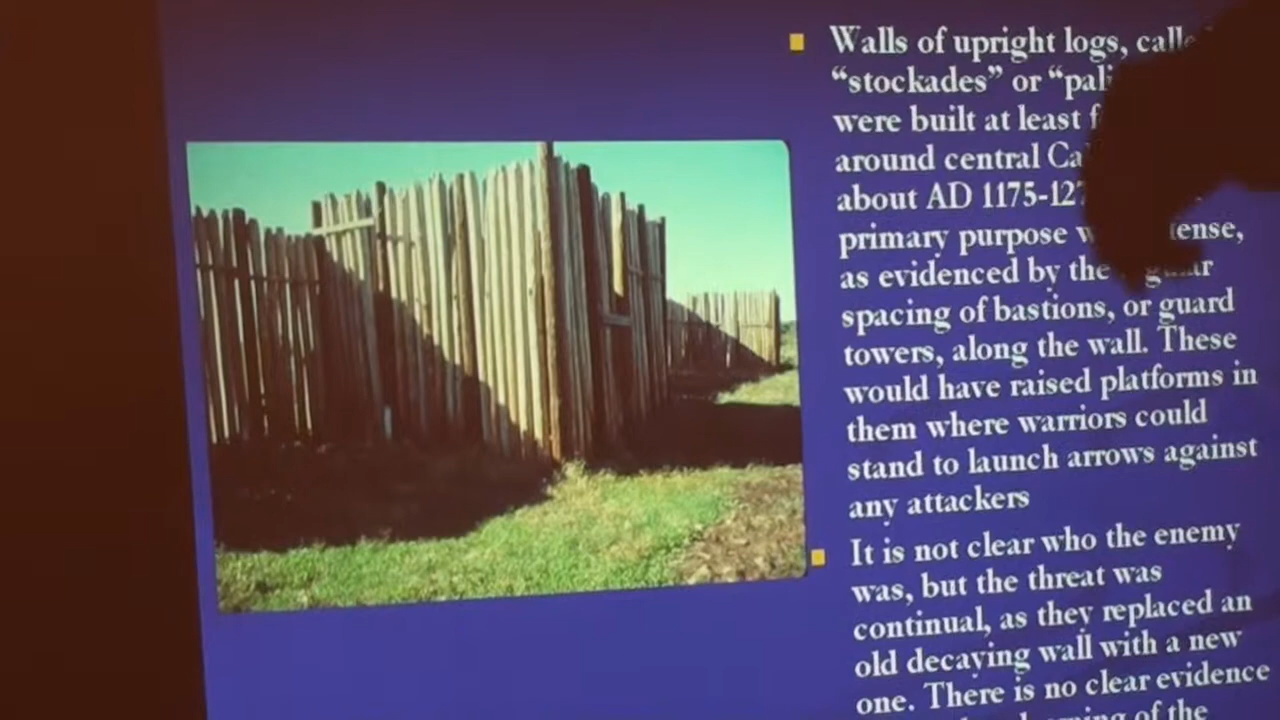 Walls of upright logs,
“stockades” or
were built at least
around central
about AD
primary purpose
as evidenced by the
spacing of bastions, or guard
towers, along the wall. These
would have raised platforms in
them where warriors could
stand to launch arrows against
any attackers
It is not clear who the enemy
was, but the threat was
continual, as they replaced an
old decaying wall with a new
one. There is no clear evidence
of the